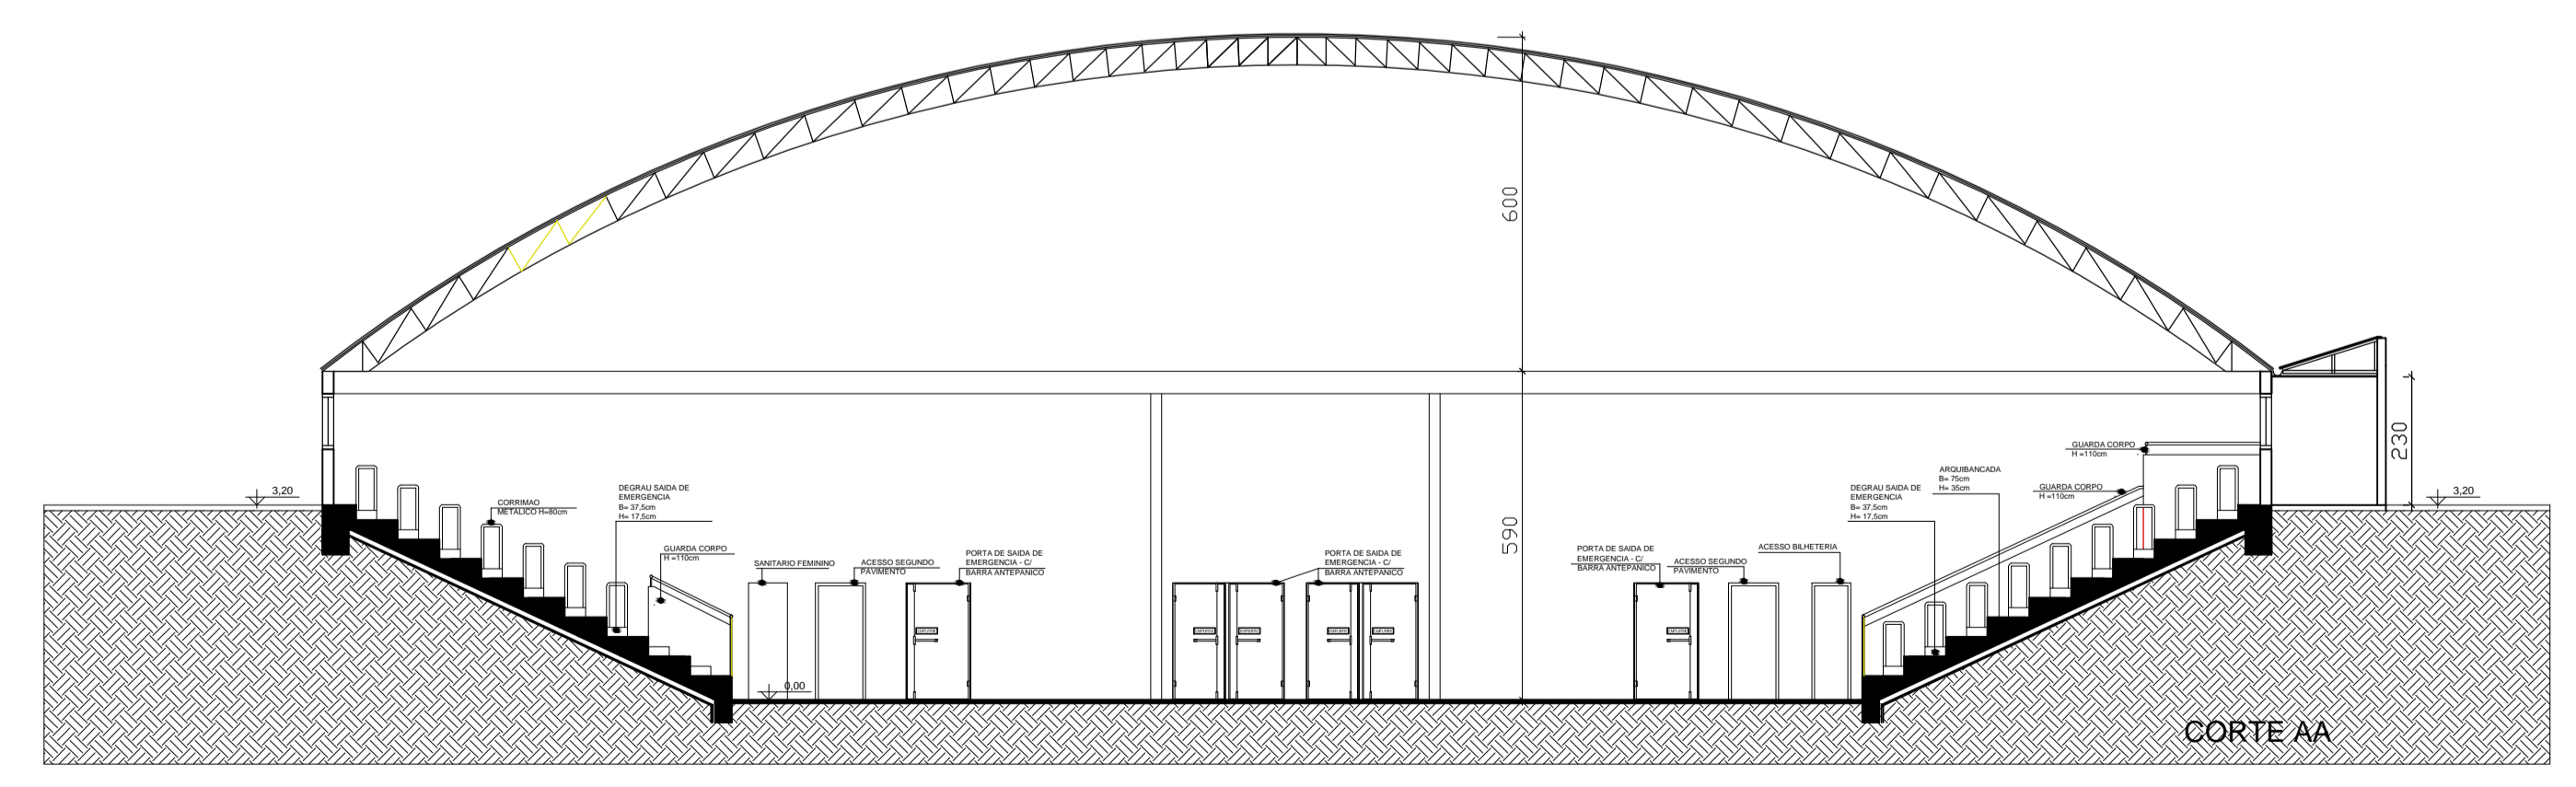 600
590
230
3,20
CORRIMAO
METALICO H=80cm
DEGRAU SAIDA DE
EMERGENCIA
B= 37,5cm
H= 17,5cm
GUARDA CORPO
H =110cm
SANITARIO FEMININO
ACESSO SEGUNDO
PAVIMENTO
PORTA DE SAIDA DE
EMERGENCIA - C/
BARRA ANTEPANICO
0,00
PORTA DE SAIDA DE
EMERGENCIA - C/
BARRA ANTEPANICO
PORTA DE SAIDA DE
EMERGENCIA - C/
BARRA ANTEPANICO
ACESSO SEGUNDO
PAVIMENTO
ACESSO BILHETERIA
DEGRAU SAIDA DE
EMERGENCIA
B= 37,5cm
H= 17,5cm
ARQUIBANCADA
B= 75cm
H= 35cm
GUARDA CORPO
H =110cm
GUARDA CORPO
H =110cm
3,20
CORTE AA